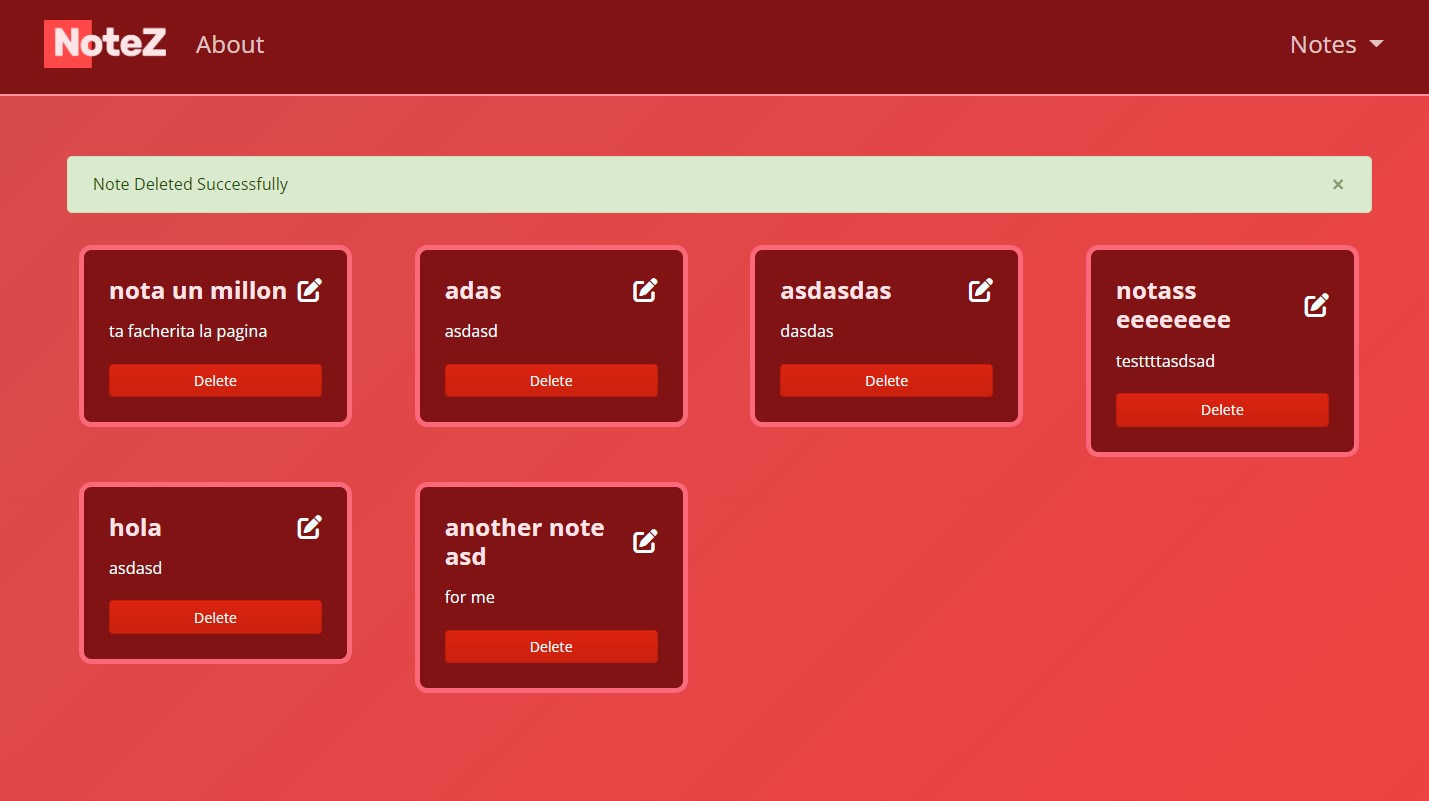 NoteZ About Notes
Note Deleted Successfully ×
nota un millon
ta facherita la pagina
Delete
adas
asdasd
Delete
asdasdas
dasdas
Delete
notass
eeeeeeee
testtttasdsad
Delete
hola
asdasd
Delete
another note
asd
for me
Delete